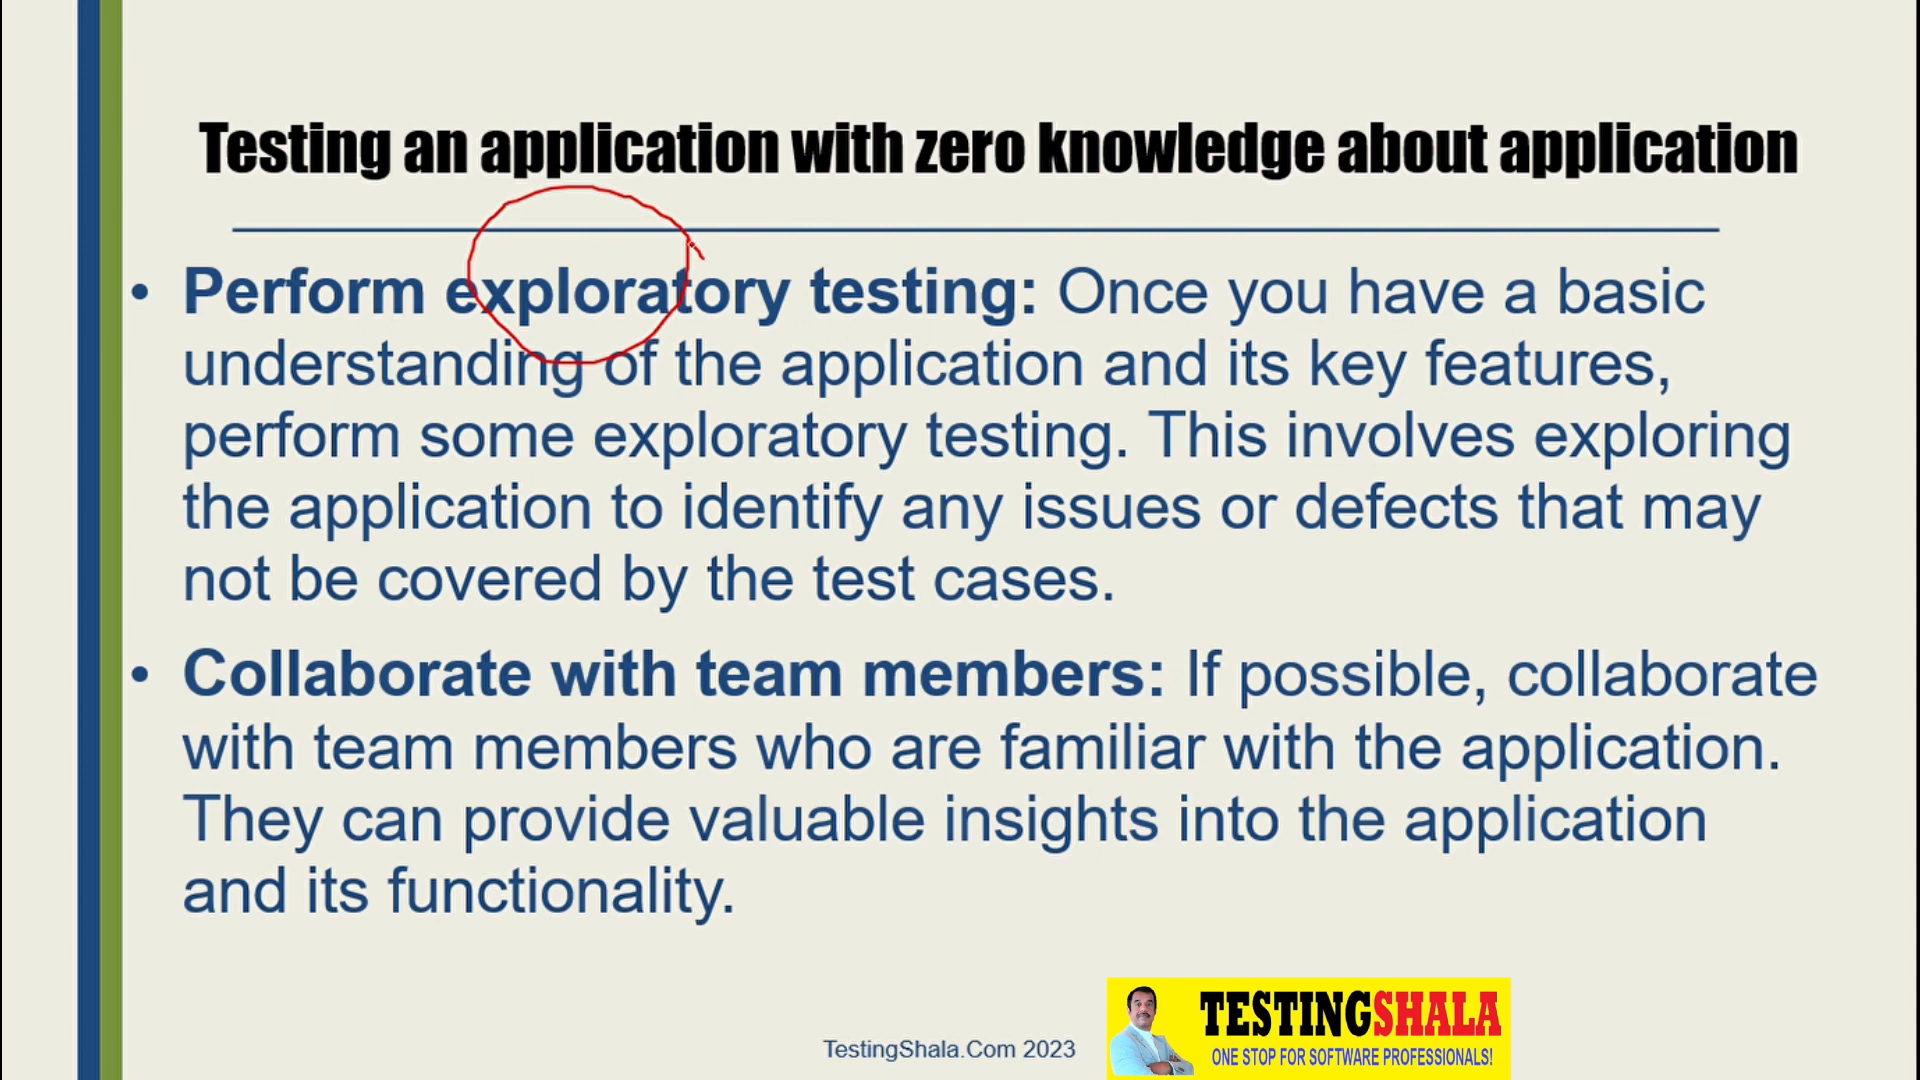 Testing an application with zero knowledge about application
• Perform exploratory testing: Once you have a basic
understanding of the application and its key features,
perform some exploratory testing. This involves exploring
the application to identify any issues or defects that may
not be covered by the test cases.
• Collaborate with team members: If possible, collaborate
with team members who are familiar with the application.
They can provide valuable insights into the application
and its functionality.
TestingShala.Com 2023
TESTINGSHALA
ONE STOP FOR SOFTWARE PROFESSIONALS!